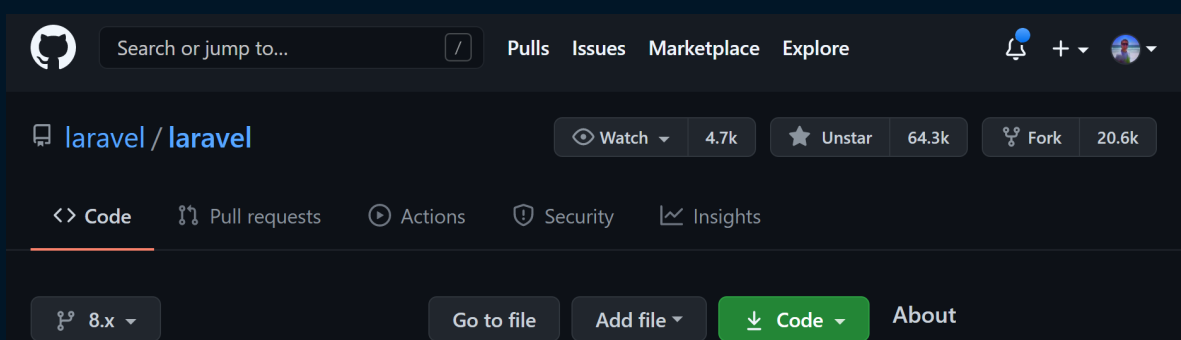 Search or jump to... / Pulls Issues Marketplace Explore
laravel / laravel Watch 4.7k Unstar 64.3k Fork 20.6k
Code Pull requests Actions Security Insights
8.x Go to file Add file Code About